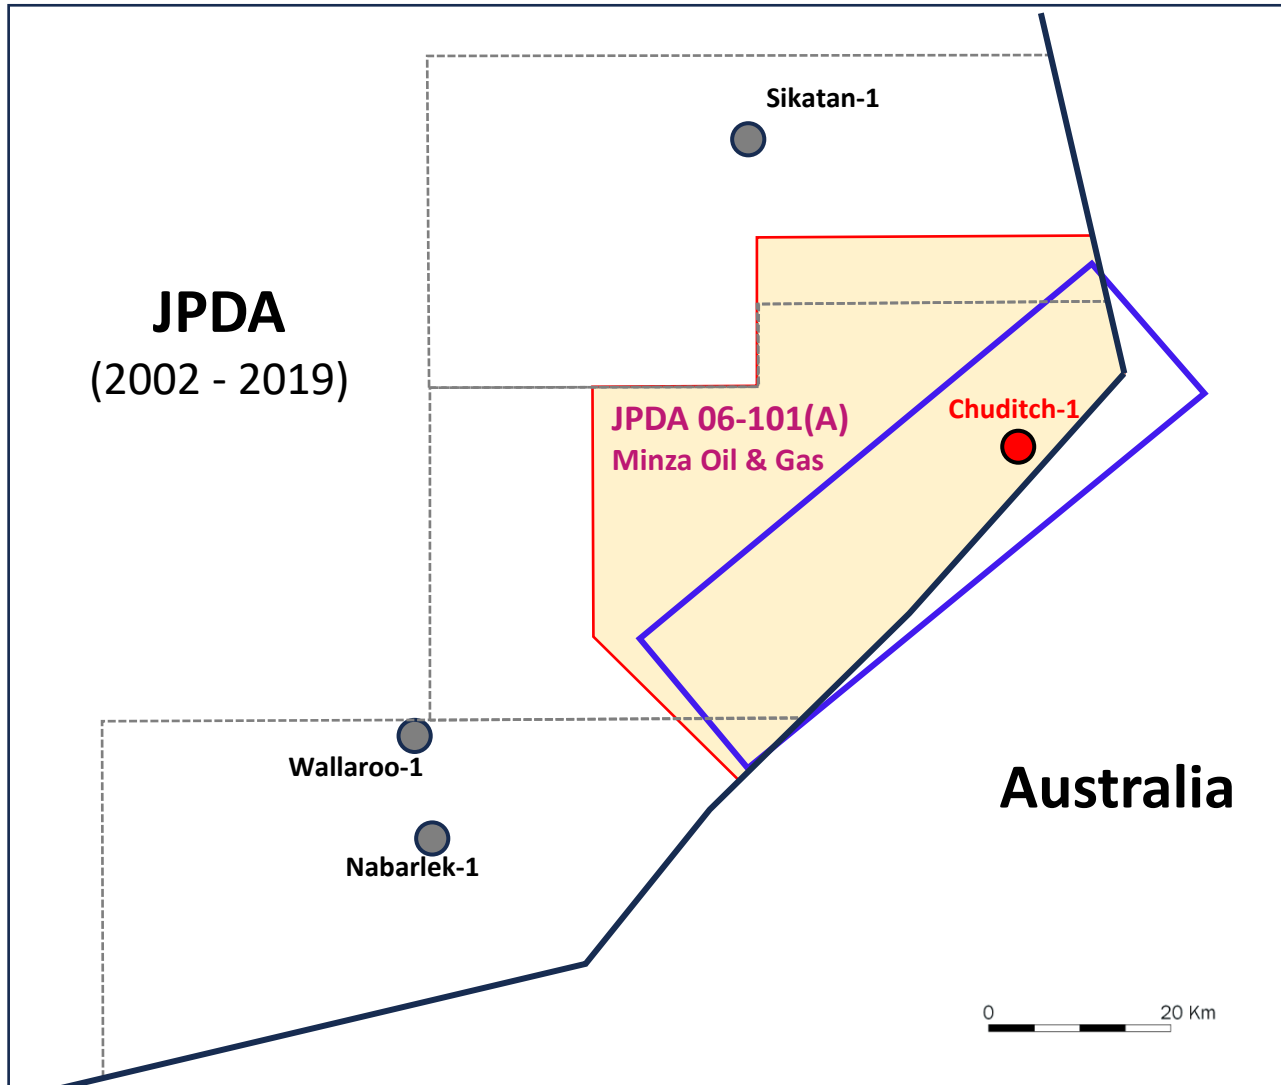 Sikatan-1
JPDA
(2002 - 2019)
Chuditch-1
JPDA 06-101(A)
Minza Oil & Gas
Wallaroo-1
Australia
Nabarlek-1
0 20 Km